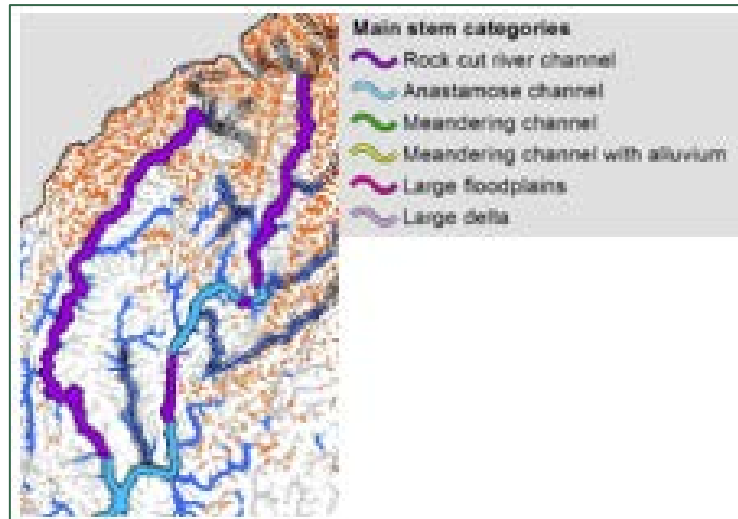 Main stem categories
Rock cut river channel
Anastamose channel
Meandering channel
Meandering channel with alluvium
Large floodplains
Large delta